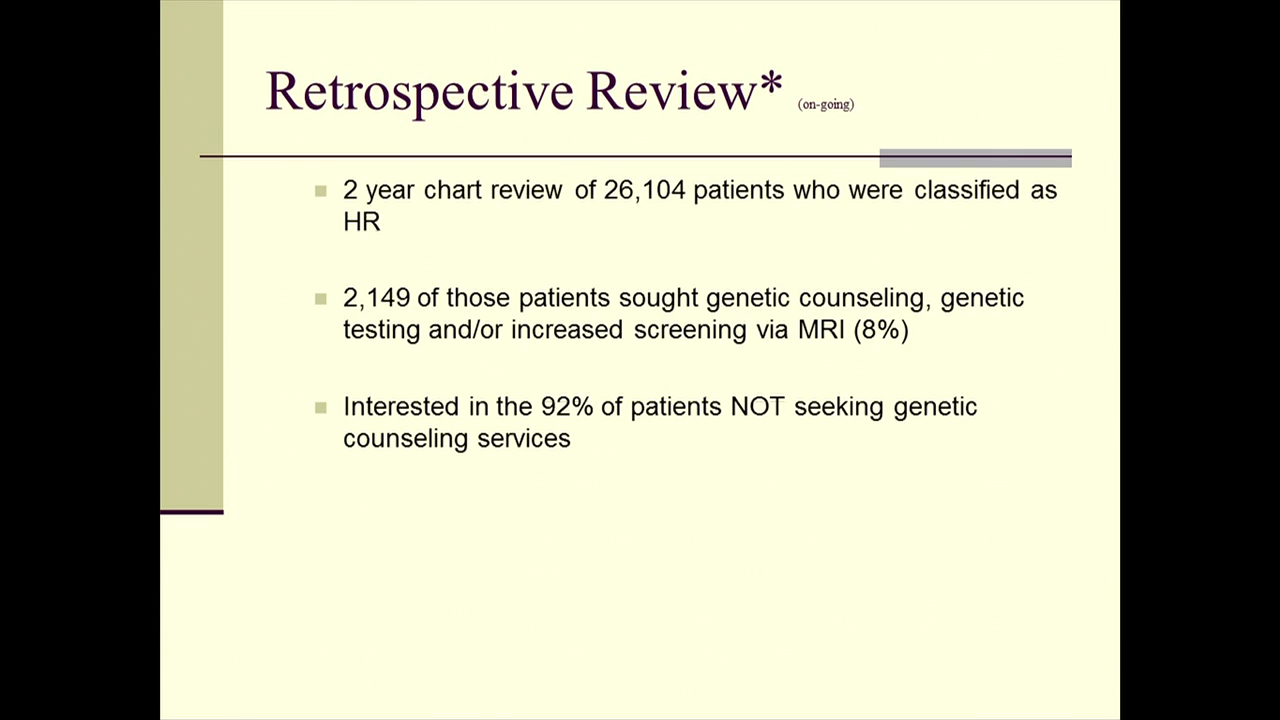 Retrospective Review* (on-going)
2 year chart review of 26,104 patients who were classified as
HR
2,149 of those patients sought genetic counseling, genetic
testing and/or increased screening via MRI (8%)
Interested in the 92% of patients NOT seeking genetic
counseling services